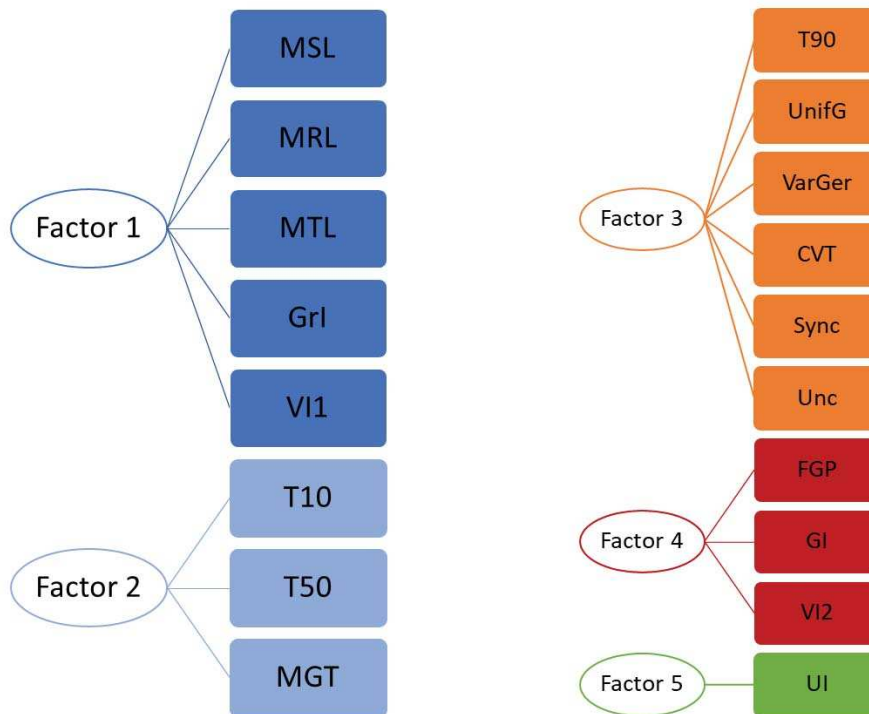 Factor 1
MSL
MRL
MTL
GrI
VI1
Factor 2
T10
T50
MGT
Factor 3
T90
UnifG
VarGer
CVT
Sync
Unc
Factor 4
FGP
GI
VI2
Factor 5
UI